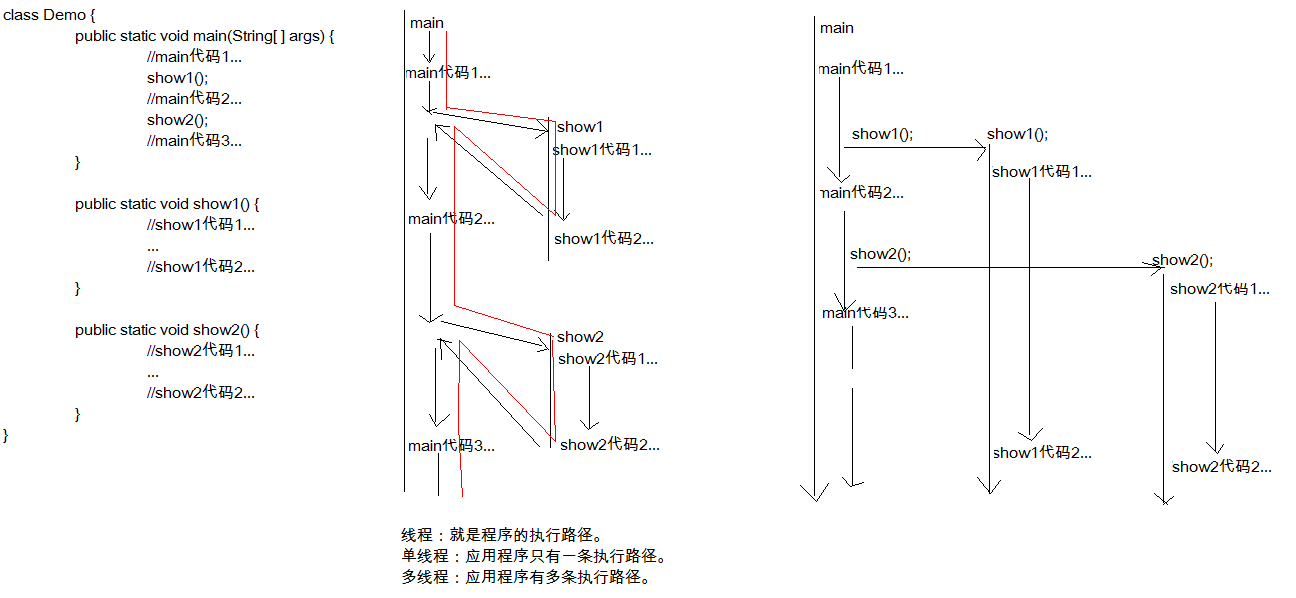 class Demo {
public static void main(String[ ] args) {
//main代码1...
show1();
//main代码2...
show2();
//main代码3...
}
public static void show1() {
//show1代码1...
...
//show1代码2...
}
public static void show2() {
//show2代码1...
...
//show2代码2...
}
}
main
main代码1...
show1
show1代码1...
main代码2...
show1代码2...
show2
show2代码1...
main代码3...
show2代码2...
线程：就是程序的执行路径。
单线程：应用程序只有一条执行路径。
多线程：应用程序有多条执行路径。
main
main代码1...
show1();
show1();
show1代码1...
main代码2...
show2();
show2();
show2代码1...
main代码3...
show1代码2...
show2代码2...